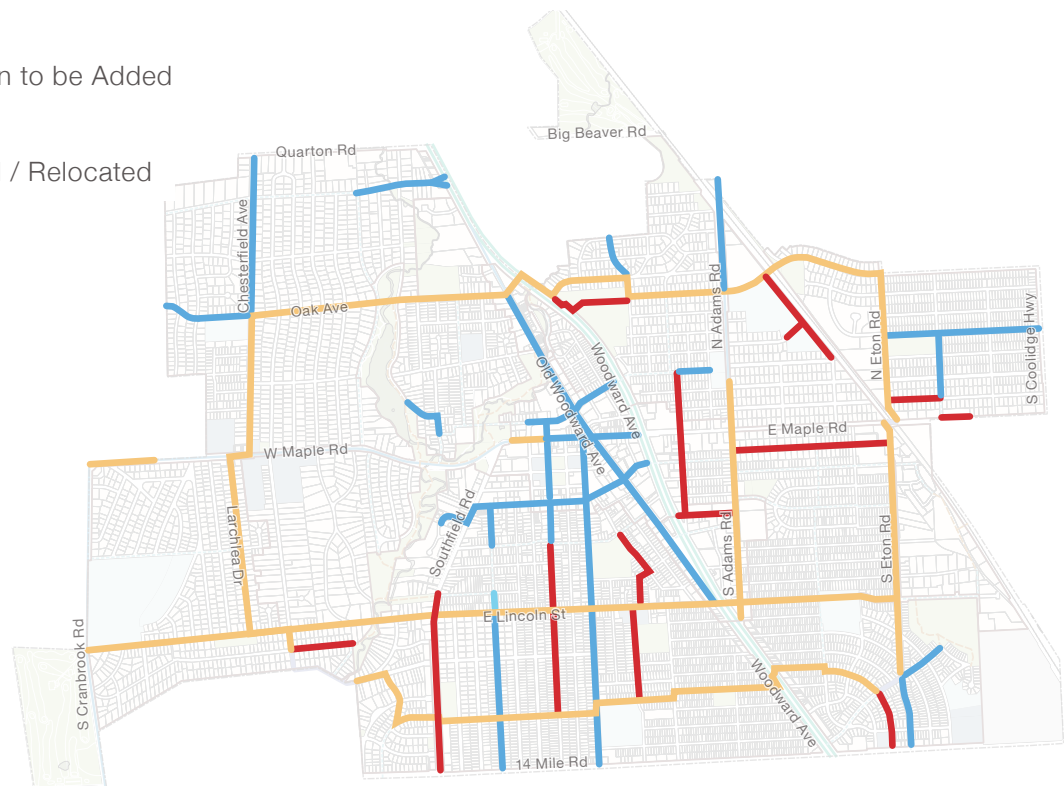 n to be Added
/ Relocated
Big Beaver Rd
Quarton Rd
Chesterfield Ave
Oak Ave
N Adams Rd
N Eton Rd
S Coolidge Hwy
Old Woodward Ave
Woodward Ave
E Maple Rd
W Maple Rd
Southfield Rd
Larchlea Dr
S Adams Rd
S Eton Rd
E Lincoln St
S Cranbrook Rd
Woodward Ave
14 Mile Rd